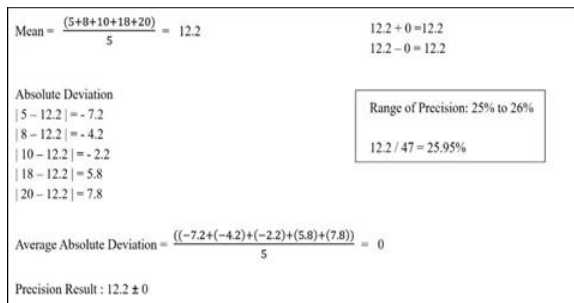 Mean = (5+8+10+18+20) / 5 = 12.2
12.2 + 0 =12.2
12.2 – 0 = 12.2
Absolute Deviation
| 5 – 12.2 | = - 7.2
| 8 – 12.2 | = - 4.2
| 10 – 12.2 | = - 2.2
| 18 – 12.2 | = 5.8
| 20 – 12.2 | = 7.8
Range of Precision: 25% to 26%
12.2 / 47 = 25.95%
Average Absolute Deviation = ((−7.2+(−4.2)+(−2.2)+(5.8)+(7.8)) / 5 = 0
Precision Result : 12.2 ± 0